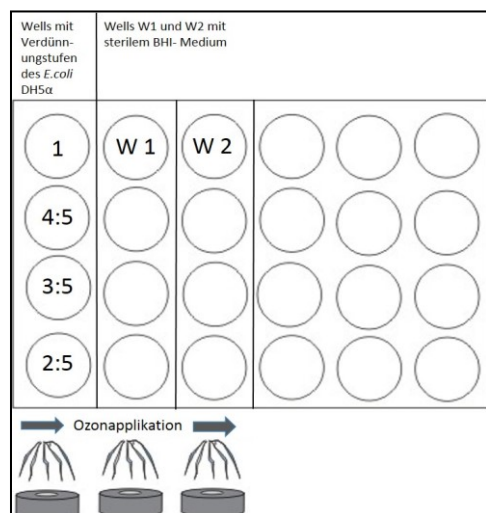 Wells mit
Verdünn-
ungstufen
des E.coli
DH5α
Wells W1 und W2 mit
sterilem BHI- Medium
1
W 1
W 2
4:5
3:5
2:5
Ozonapplikation